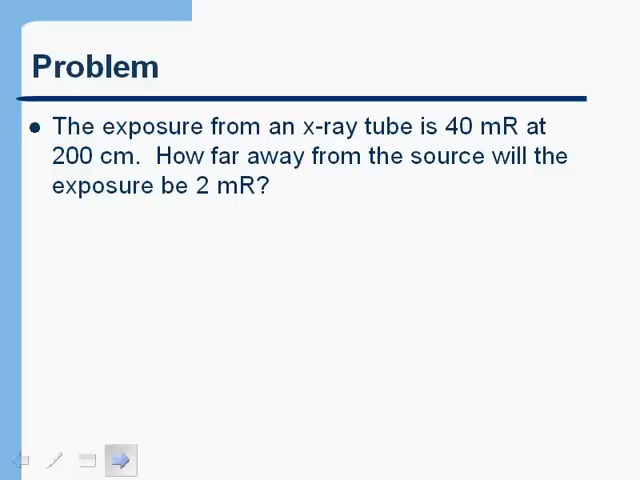 Problem
The exposure from an x-ray tube is 40 mR at
200 cm. How far away from the source will the
exposure be 2 mR?